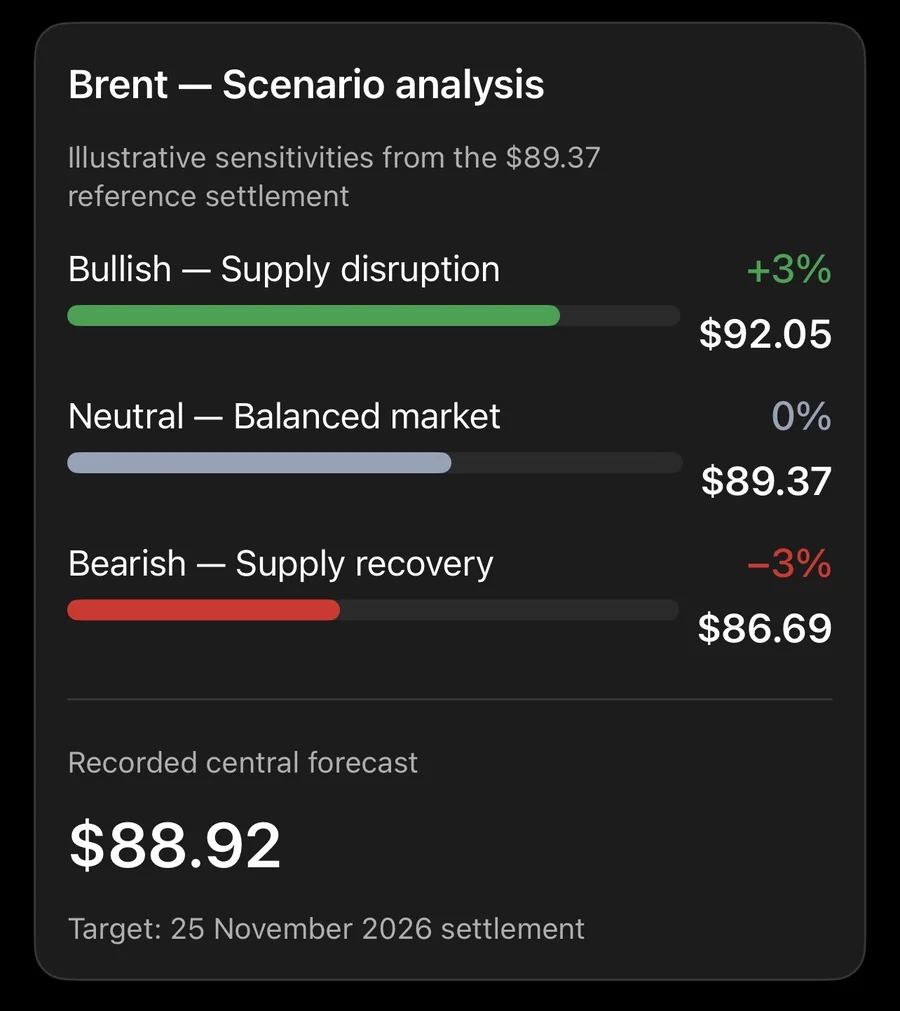 Brent — Scenario analysis
Illustrative sensitivities from the $89.37
reference settlement
Bullish — Supply disruption
+3%
$92.05
Neutral — Balanced market
0%
$89.37
Bearish — Supply recovery
−3%
$86.69
Recorded central forecast
$88.92
Target: 25 November 2026 settlement